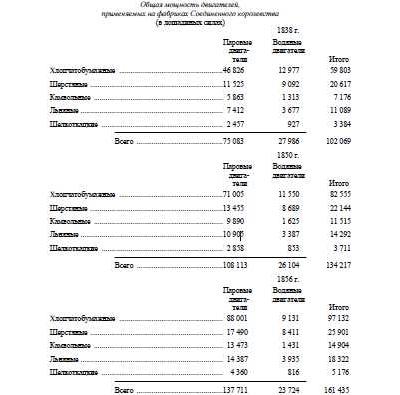 Общая мощность двигателей,
применяемых на фабриках Соединенного королевства
(в лошадиных силах)
1838 г.
Паровые двига- тели Водяные двигатели Итого
Хлопчатобумажные 46 826 12 977 59 803
Шерстяные 11 525 9 092 20 617
Камвольные 5 863 1 313 7 176
Льняные 7 412 3 677 11 089
Шелкоткацкие 2 457 927 3 384
Всего 75 083 27 986 102 069
1850 г.
Паровые двига- тели Водяные двигатели Итого
Хлопчатобумажные 71 005 11 550 82 555
Шерстяные 13 455 8 689 22 144
Камвольные 9 890 1 625 11 515
Льняные 10 905 3 387 14 292
Шелкоткацкие 2 858 853 3 711
Всего 108 113 26 104 134 217
1856 г.
Паровые двига- тели Водяные двигатели Итого
Хлопчатобумажные 88 001 9 131 97 132
Шерстяные 17 490 8 411 25 901
Камвольные 13 473 1 431 14 904
Льняные 14 387 3 935 18 322
Шелкоткацкие 4 360 816 5 176
Всего 137 711 23 724 161 435